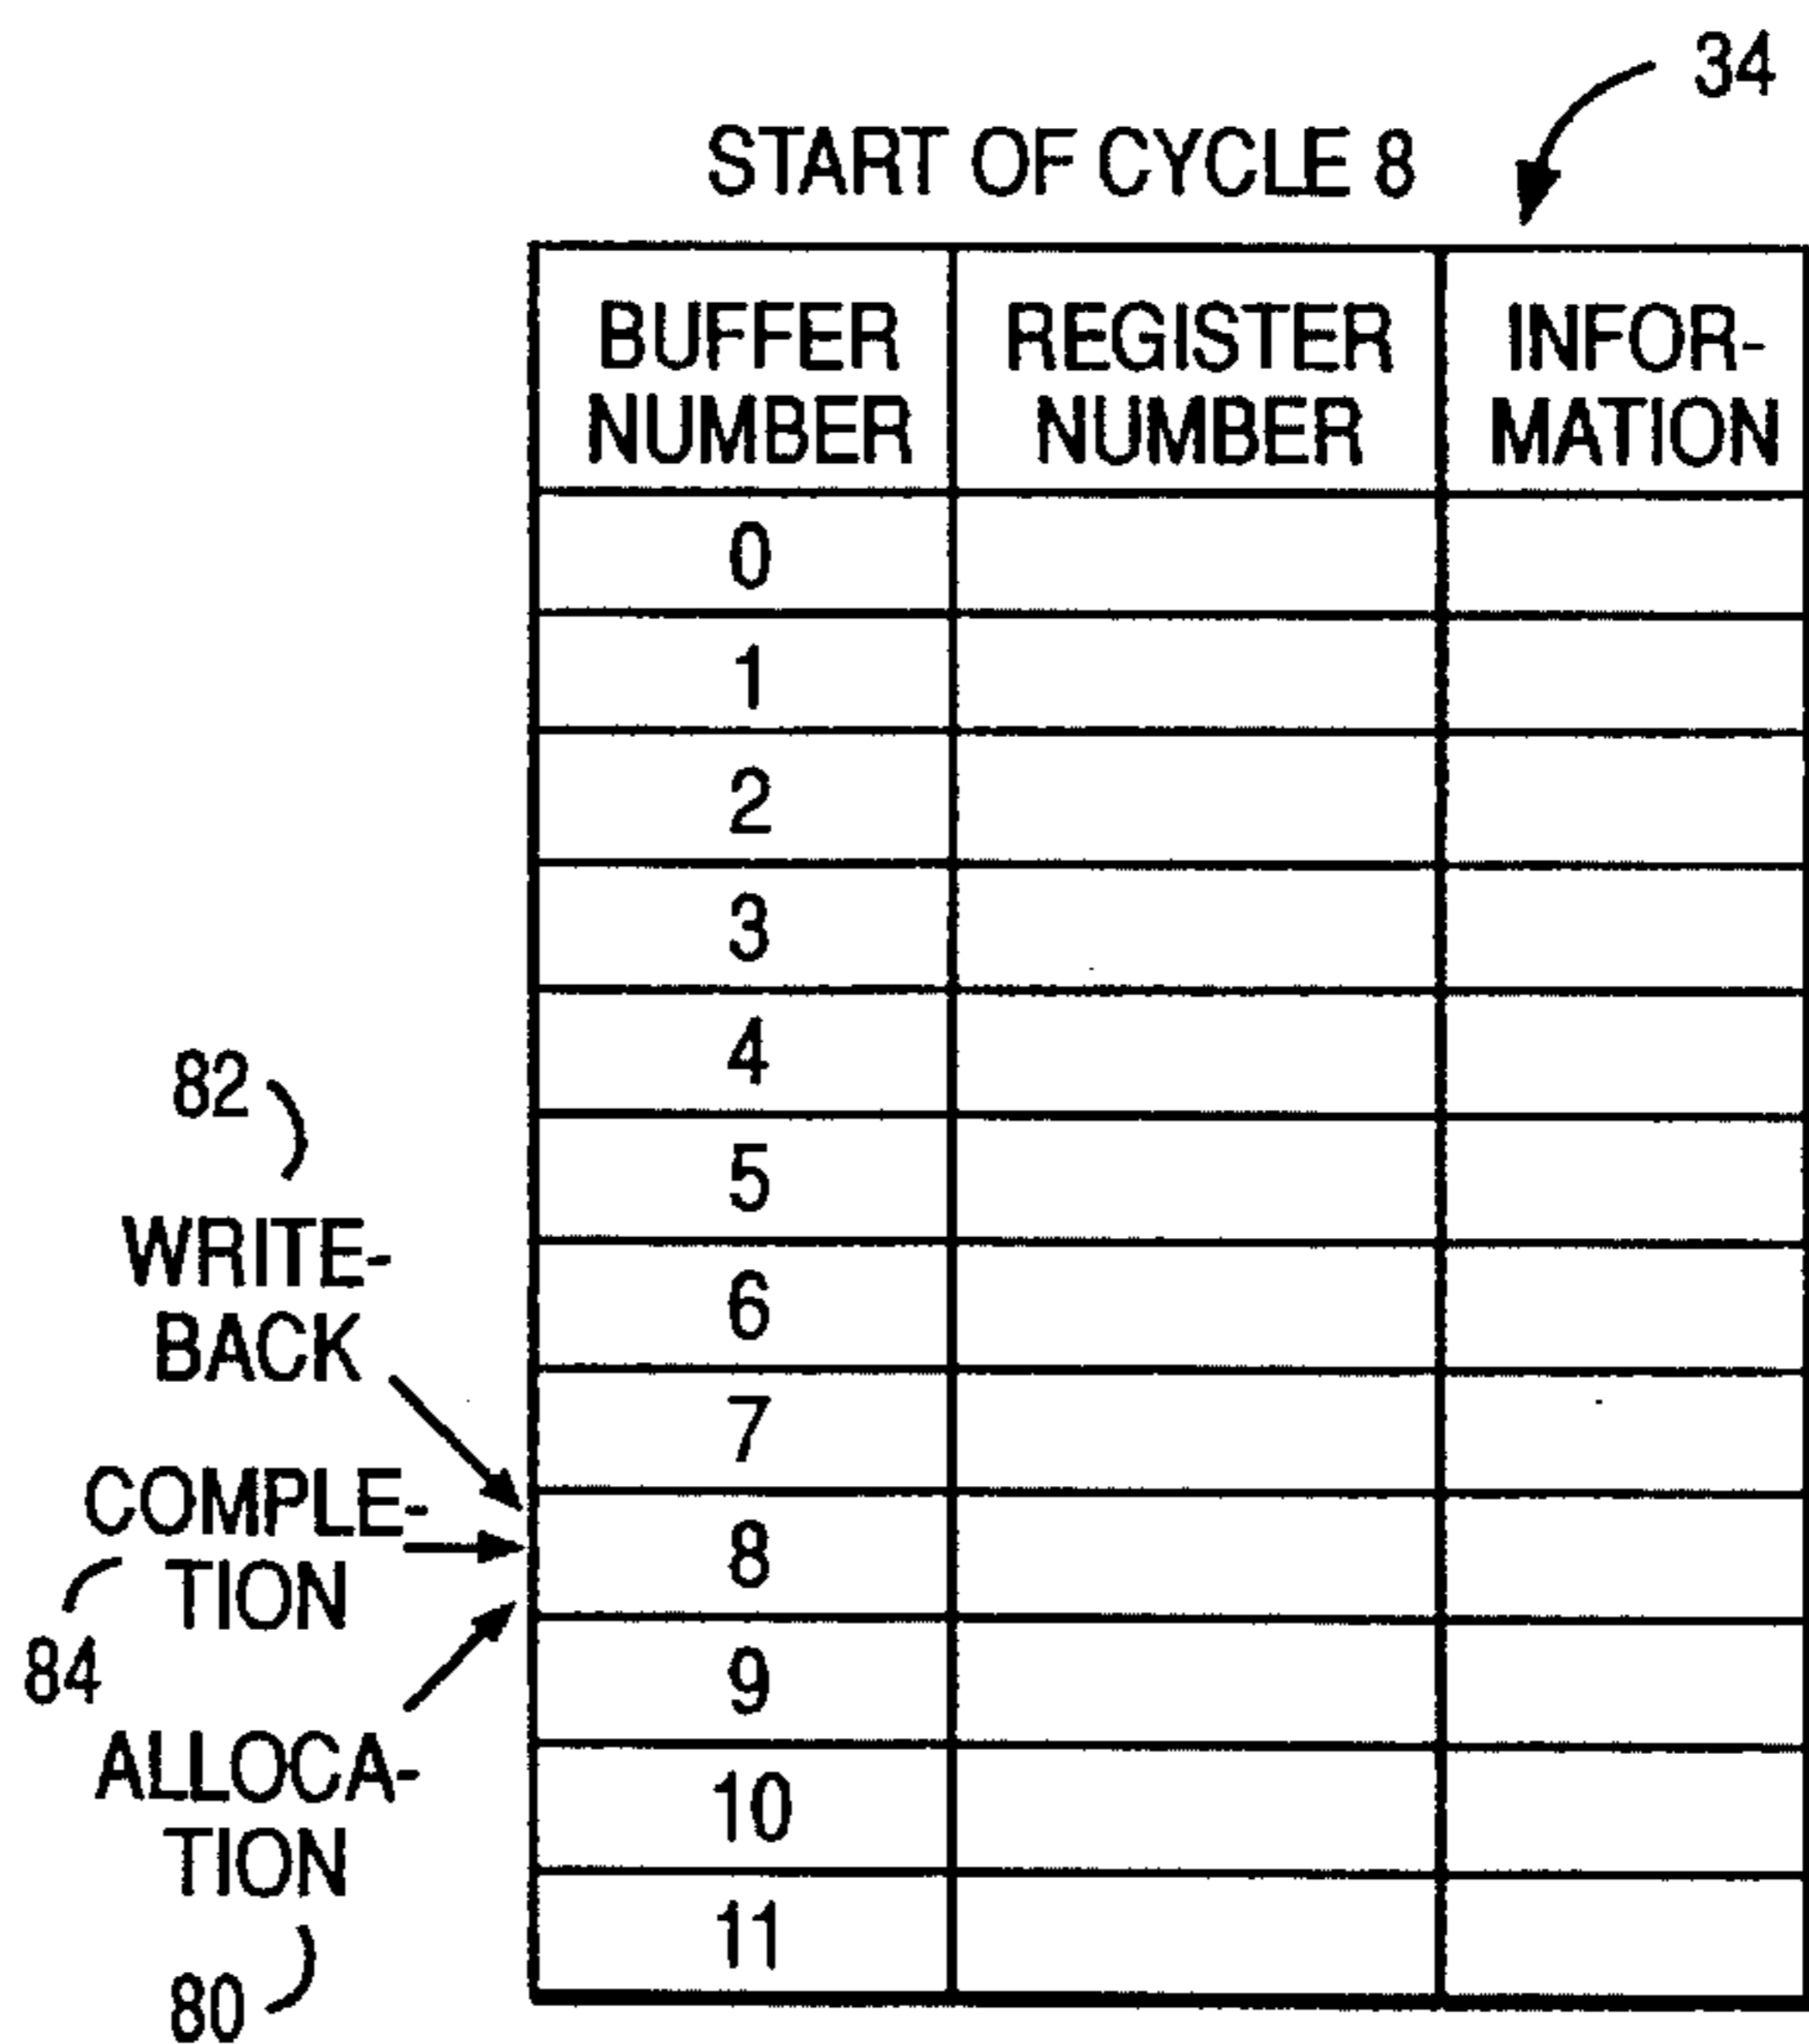 34
START OF CYCLE 8
BUFFER NUMBER REGISTER NUMBER INFOR-MATION
0
1
2
3
4
5
6
7
8
9
10
11
82
WRITE-
BACK
COMPLE-
TION
84
ALLOCA-
TION
80